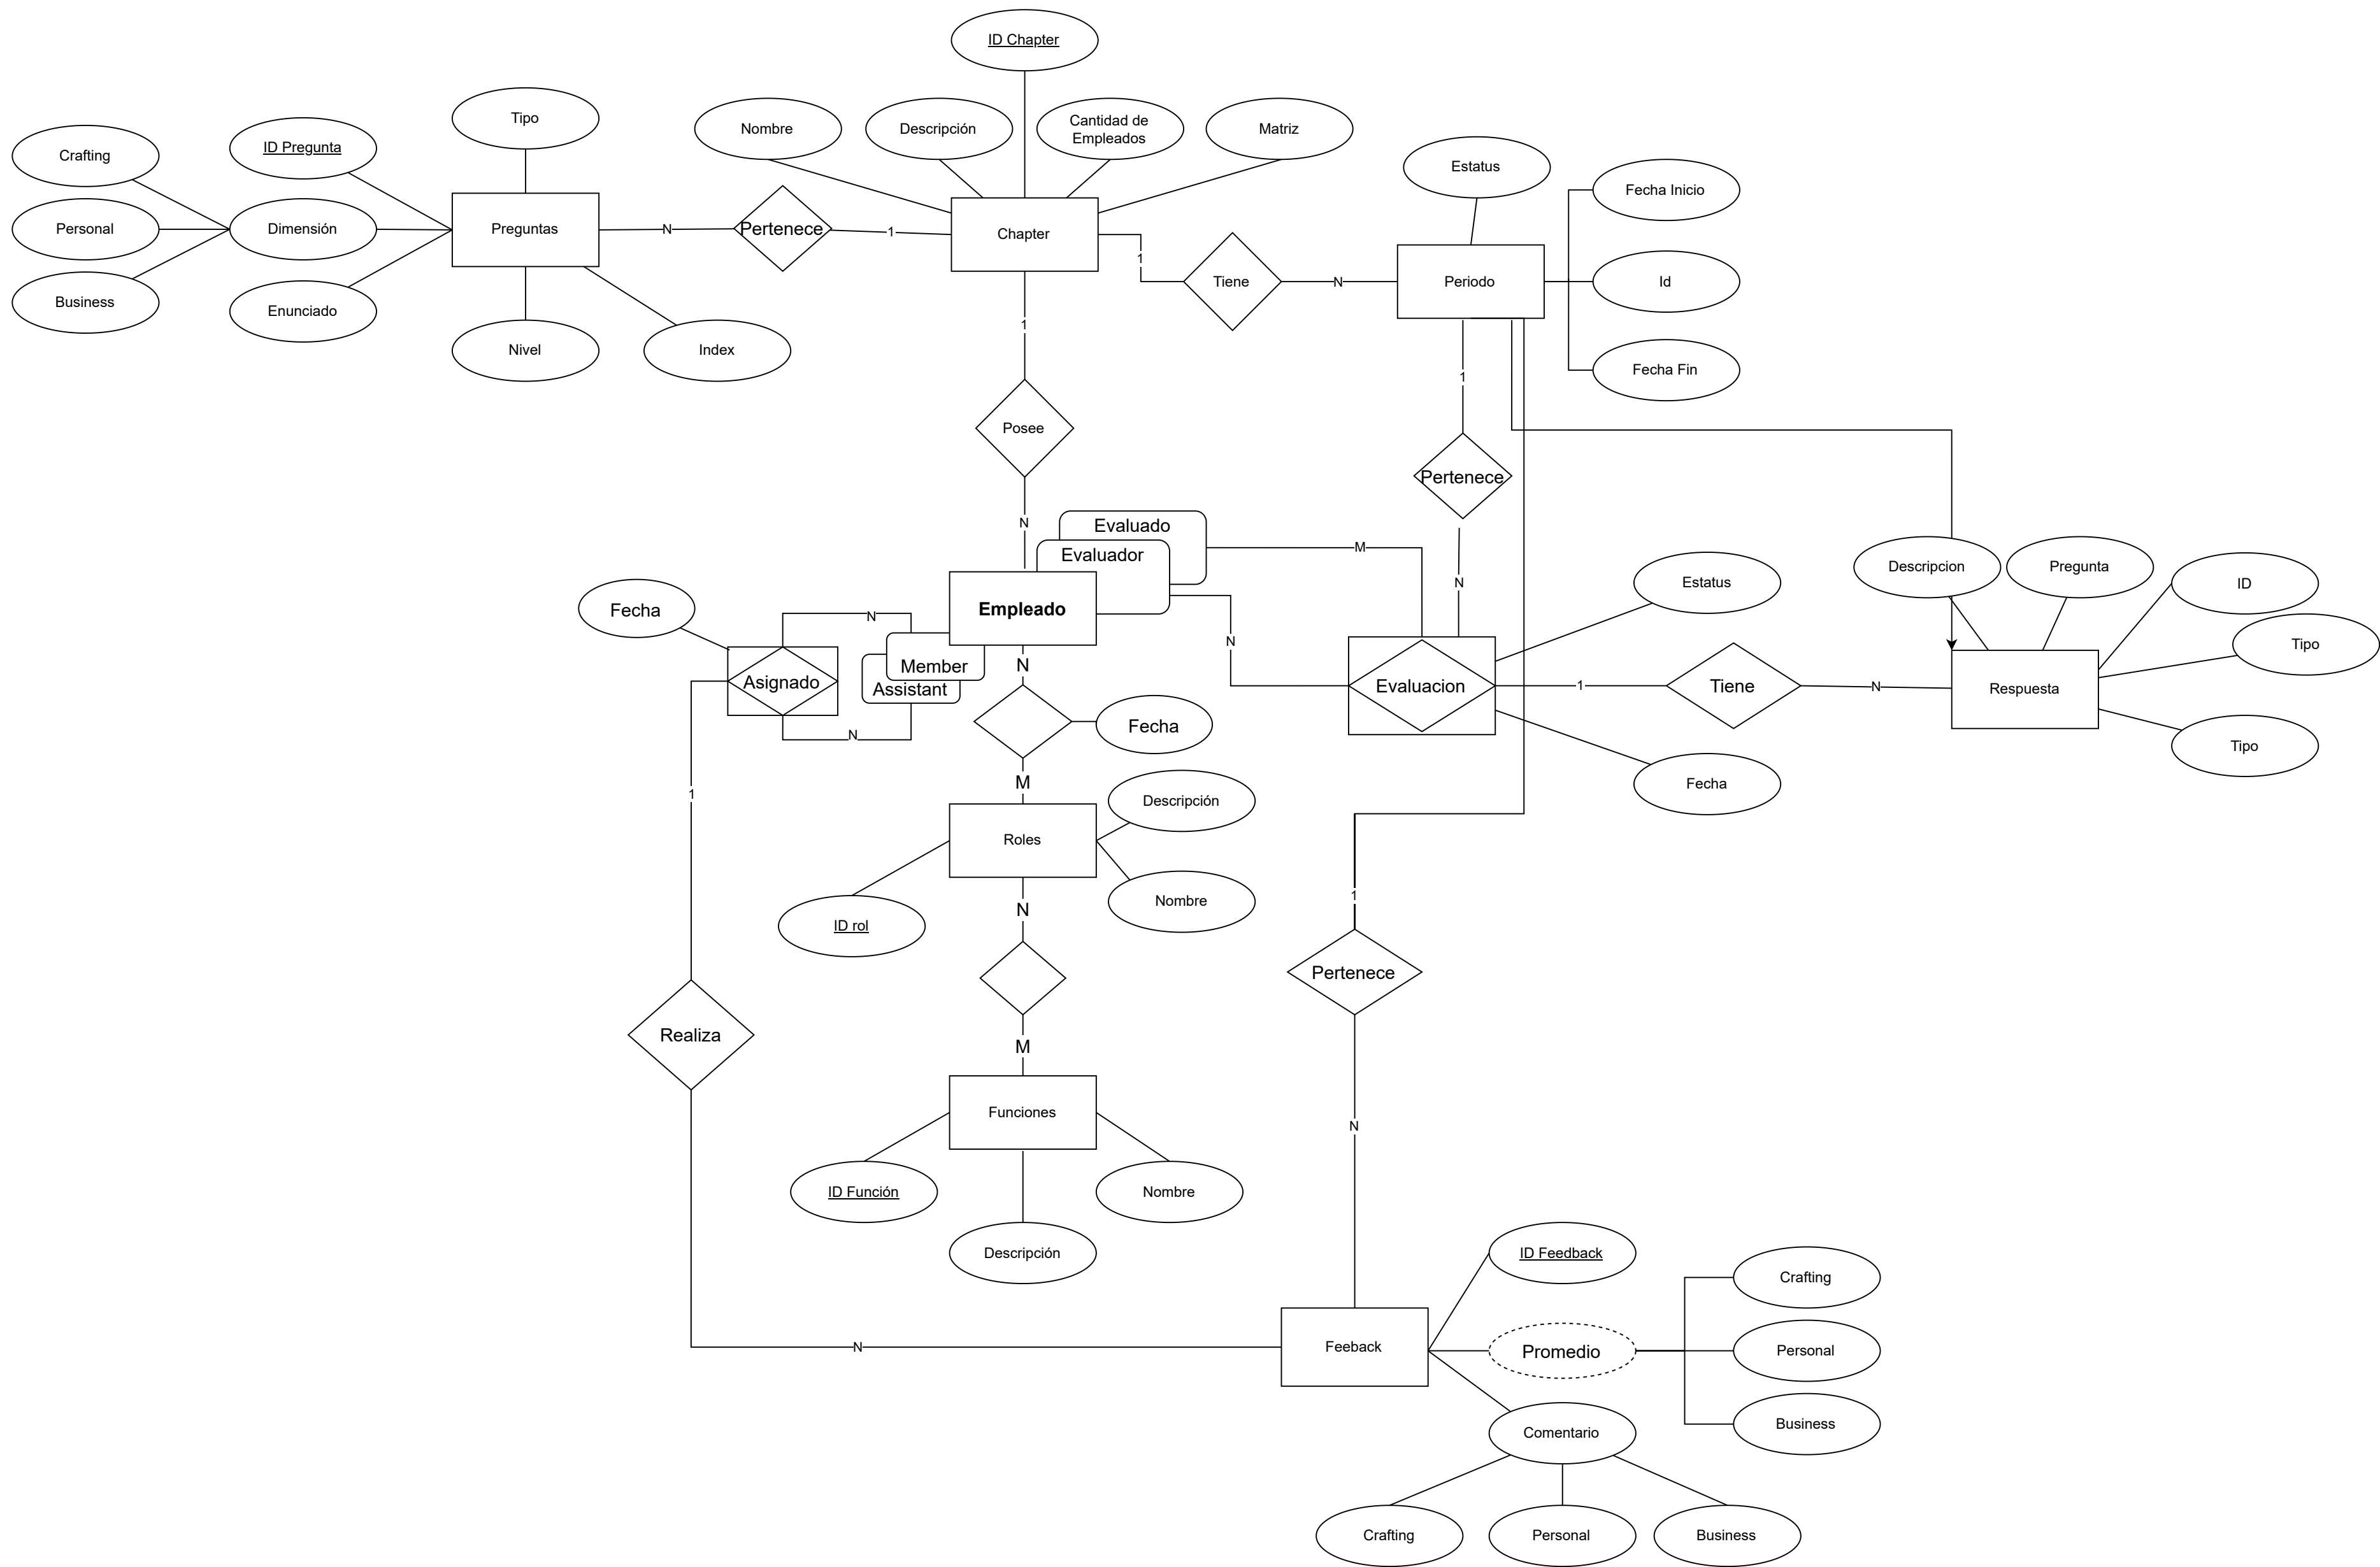 ID Chapter
Nombre
Descripción
Cantidad de
Empleados
Matriz
Tipo
Crafting
ID Pregunta
Personal
Dimensión
Preguntas
N
Pertenece
1
Chapter
Business
Enunciado
Nivel
Index
Estatus
Fecha Inicio
1
Tiene
N
Periodo
Id
Fecha Fin
1
Posee
N
1
Pertenece
N
Evaluado
Evaluador
Empleado
M
N
Fecha
N
Asignado
Member
Assistant
N
N
Fecha
M
Evaluacion
Estatus
Fecha
1
Tiene
N
Descripcion
Pregunta
ID
Tipo
Respuesta
Tipo
1
Roles
Descripción
Nombre
ID rol
N
M
1
Pertenece
N
Realiza
N
Funciones
ID Función
Nombre
Descripción
Feeback
ID Feedback
Promedio
Crafting
Personal
Business
Comentario
Crafting
Personal
Business